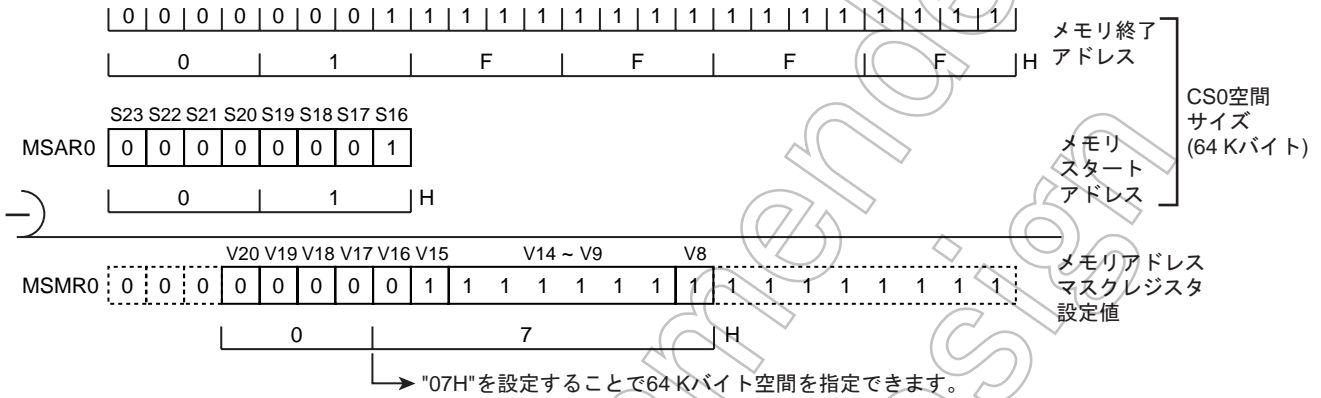 0 0 0 0 0 0 0 1 1 1 1 1 1 1 1 1 1 1 1 1 1 1 1 1
メモリ終了
アドレス
0 1 F F F F H
CS0空間
サイズ
(64 Kバイト)
S23 S22 S21 S20 S19 S18 S17 S16
MSAR0 0 0 0 0 0 0 0 1
メモリ
スタート
アドレス
0 1 H
ー)
V20 V19 V18 V17 V16 V15 V14 ~ V9 V8
MSMR0 0 0 0 0 0 0 0 0 1 1 1 1 1 1 1 1 1 1 1 1 1 1 1 1
メモリアドレス
マスクレジスタ
設定値
0 7 H
"07H"を設定することで64 Kバイト空間を指定できます。